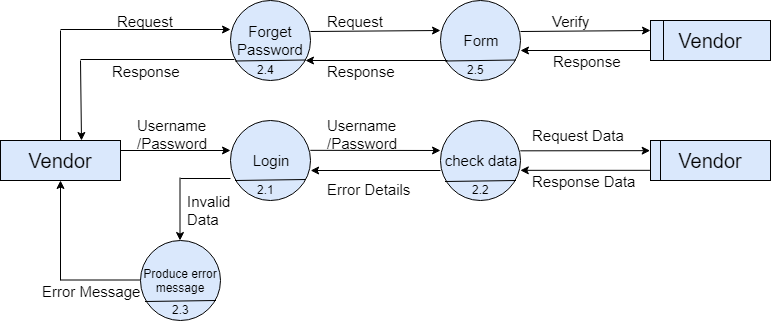 Request
Forget
Password
2.4
Request
Form
2.5
Verify
Vendor
Response
Response
Response
Vendor
Username
/Password
Login
2.1
Username
/Password
check data
2.2
Request Data
Vendor
Error Details
Response Data
Invalid
Data
Produce error
message
2.3
Error Message